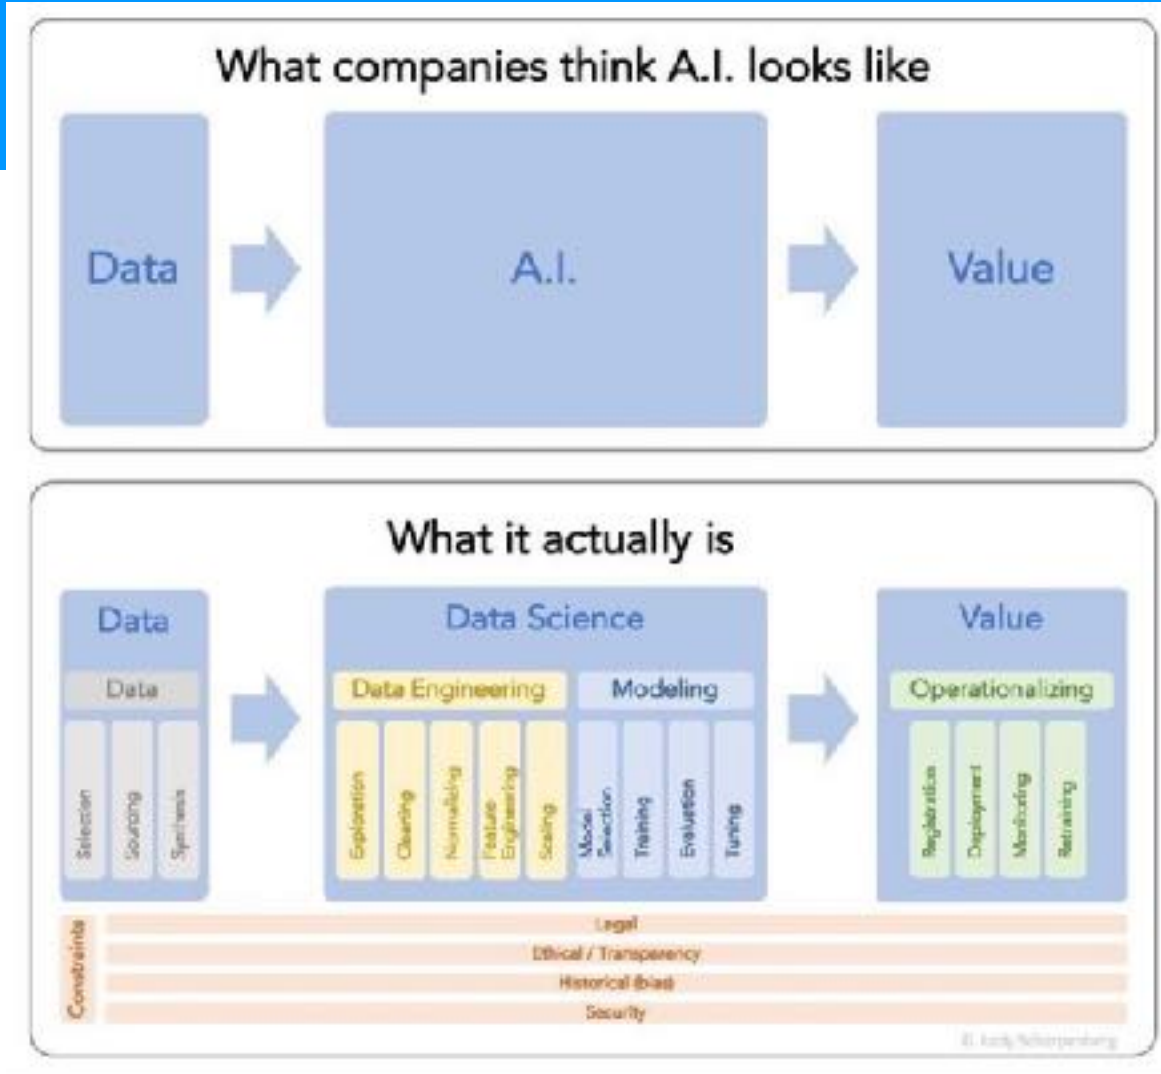 What companies think A.I. looks like
Data
A.I.
Value
What it actually is
Data
Data Science
Value
Data
Data Engineering
Modeling
Operationalizing
Selection
Sourcing
Synthesis
Exploration
Cleaning
Normalizing
Feature
Engineering
Scaling
Model
Selection
Training
Evaluation
Tuning
Registration
Deployment
Monitoring
Retraining
Constraints
Legal
Ethical / Transparency
Historical (bias)
Security
©